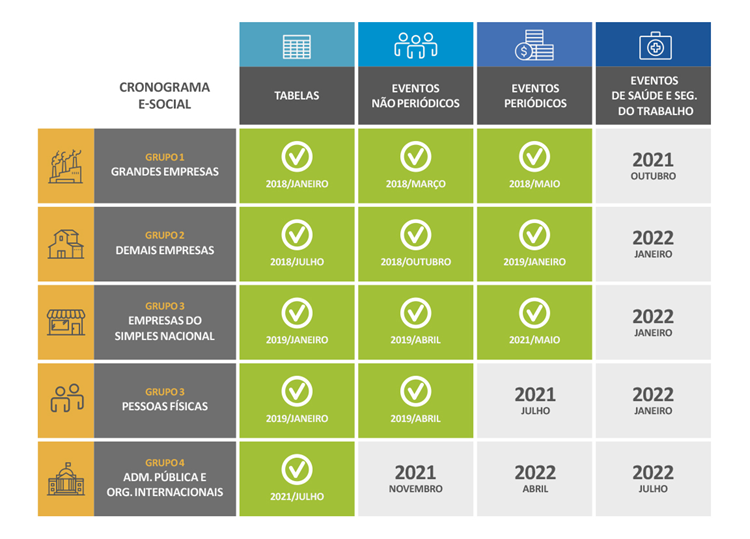 CRONOGRAMA
E-SOCIAL
TABELAS
EVENTOS
NÃO PERIÓDICOS
EVENTOS
PERIÓDICOS
EVENTOS
DE SAÚDE E SEG.
DO TRABALHO
GRUPO 1
GRANDES EMPRESAS
2018/JANEIRO
2018/MARÇO
2018/MAIO
2021
OUTUBRO
GRUPO 2
DEMAIS EMPRESAS
2018/JULHO
2018/OUTUBRO
2019/JANEIRO
2022
JANEIRO
GRUPO 3
EMPRESAS DO
SIMPLES NACIONAL
2019/JANEIRO
2019/ABRIL
2021/MAIO
2022
JANEIRO
GRUPO 3
PESSOAS FÍSICAS
2019/JANEIRO
2019/ABRIL
2021
JULHO
2022
JANEIRO
GRUPO 4
ADM. PÚBLICA E
ORG. INTERNACIONAIS
2021/JULHO
2021
NOVEMBRO
2022
ABRIL
2022
JULHO